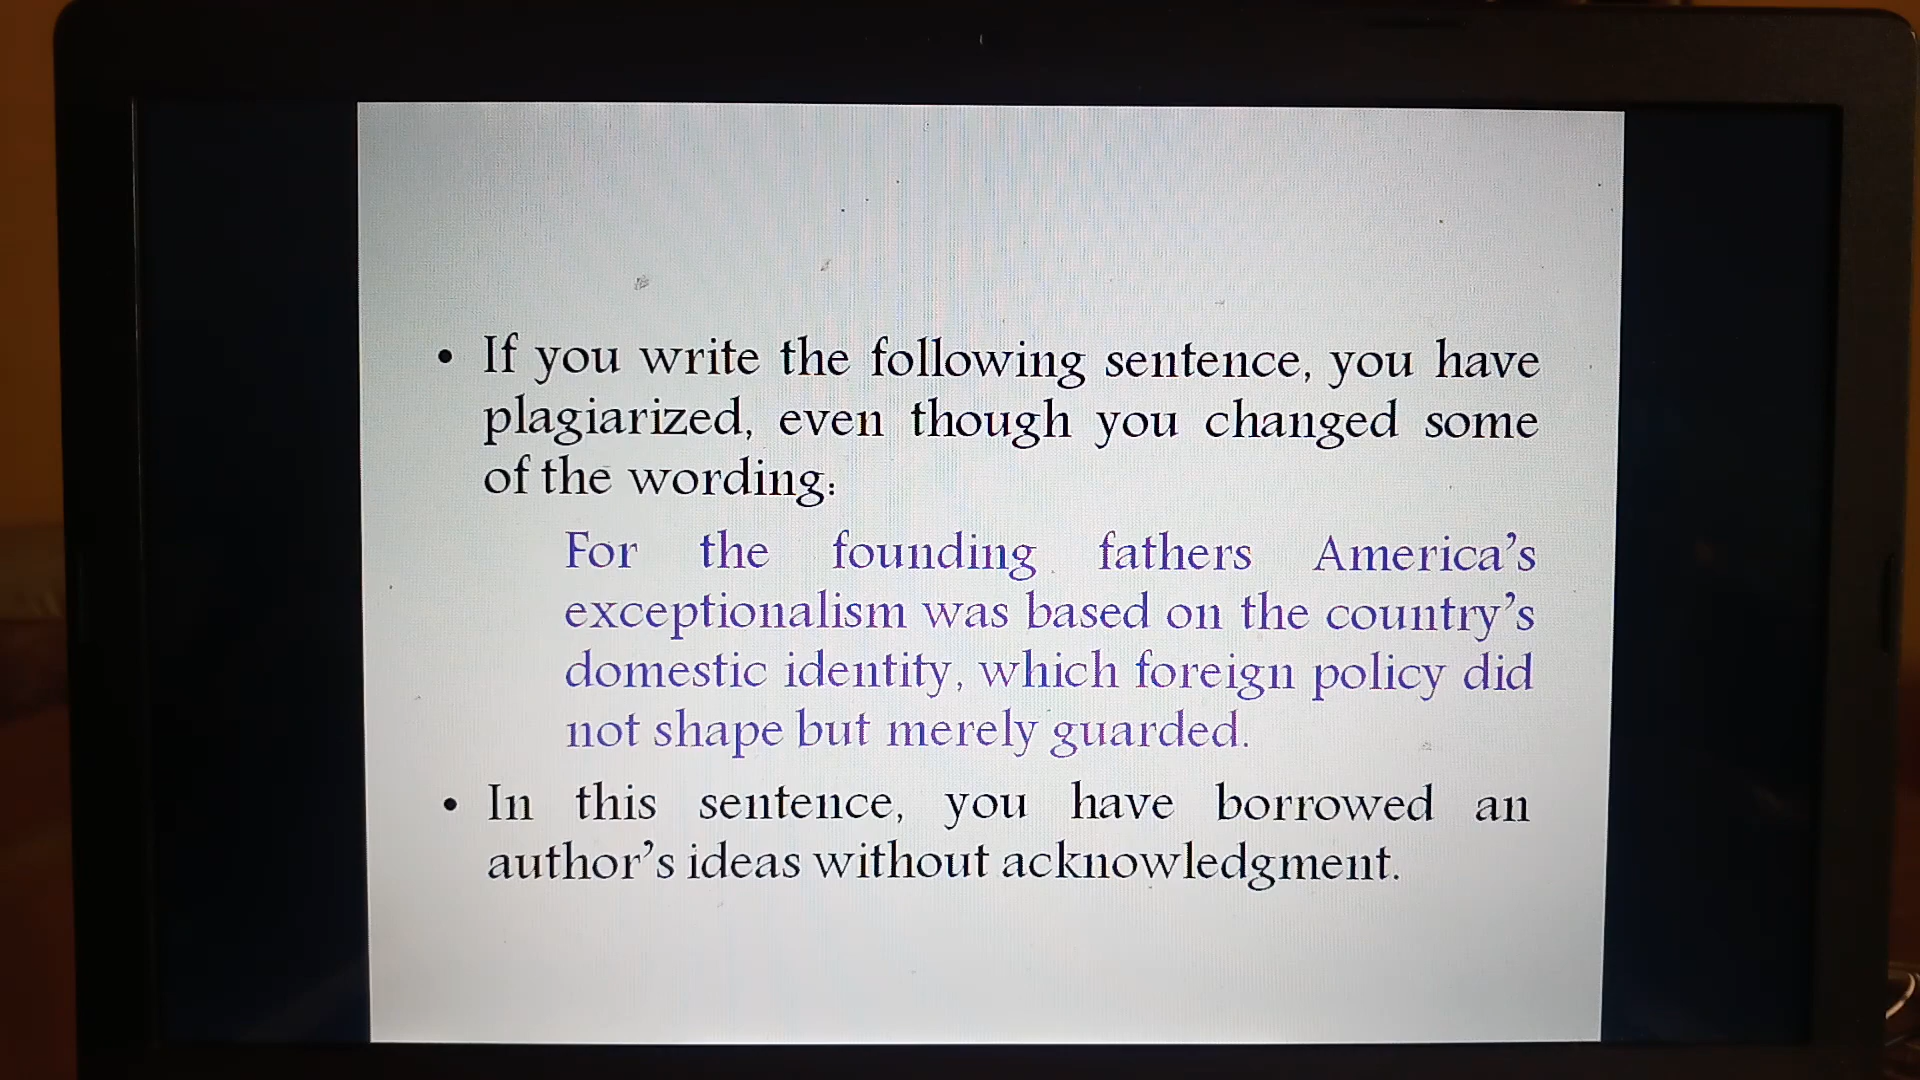 • If you write the following sentence, you have
plagiarized, even though you changed some
of the wording:
For the founding fathers America’s
exceptionalism was based on the country’s
domestic identity, which foreign policy did
not shape but merely guarded.
• In this sentence, you have borrowed an
author’s ideas without acknowledgment.